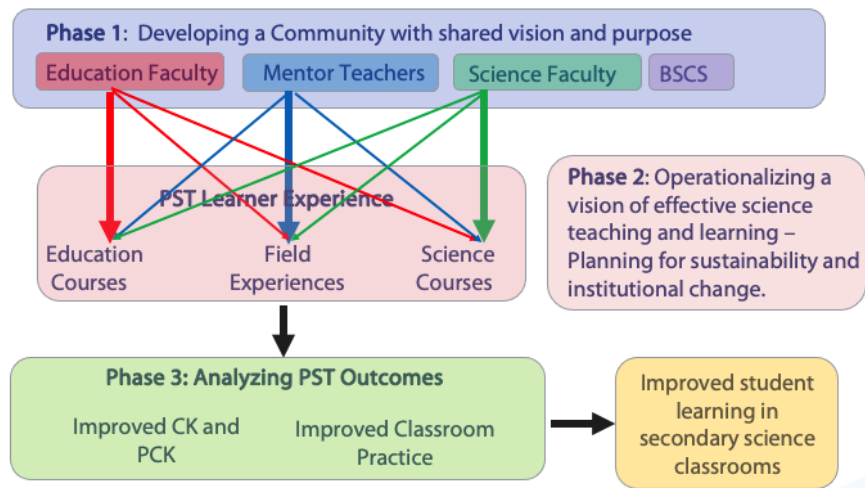 Phase 1: Developing a Community with shared vision and purpose
Education Faculty
Mentor Teachers
Science Faculty
BSCS
PST Learner Experience
Education
Courses
Field
Experiences
Science
Courses
Phase 2: Operationalizing a
vision of effective science
teaching and learning –
Planning for sustainability and
institutional change.
Phase 3: Analyzing PST Outcomes
Improved CK and
PCK
Improved Classroom
Practice
Improved student
learning in
secondary science
classrooms